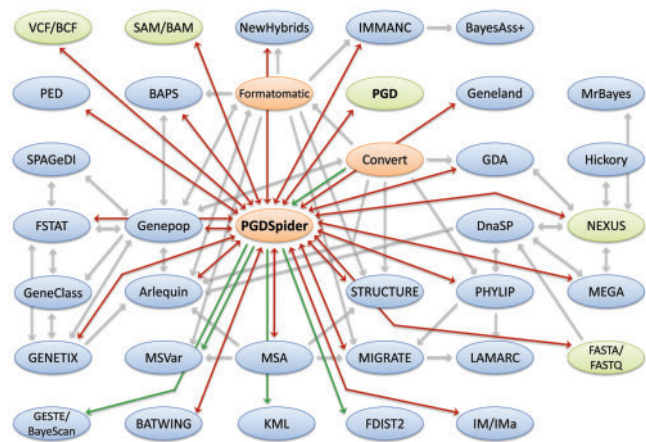 VCF/BCF
SAM/BAM
NewHybrids
IMMANC
BayesAss+
PED
BAPS
Formatomatic
PGD
Geneland
MrBayes
SPAGeDI
Convert
GDA
Hickory
FSTAT
Genepop
PGDSpider
DnaSP
NEXUS
GeneClass
Arlequin
STRUCTURE
PHYLIP
MEGA
GENETIX
MSVar
MSA
MIGRATE
LAMARC
FASTA/
FASTQ
GESTE/
BayeScan
BATWING
KML
FDIST2
IM/IMa